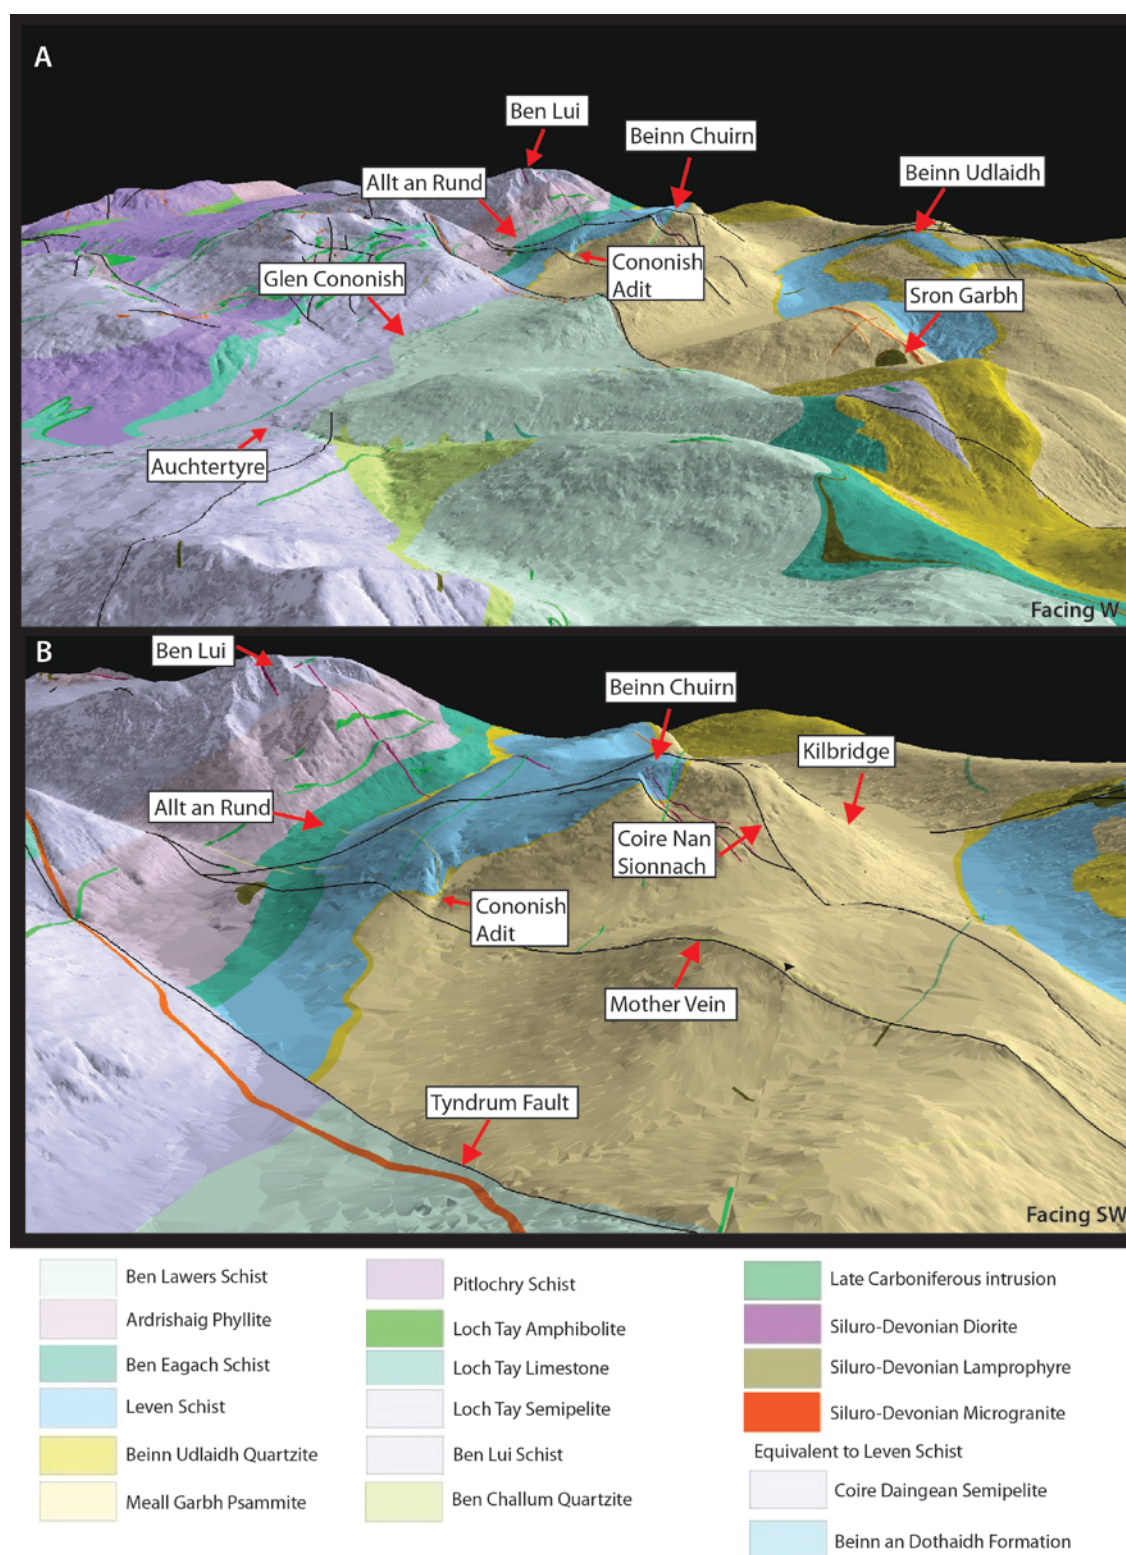 A
Ben Lui
Beinn Chuirn
Allt an Rund
Beinn Udlaidh
Glen Cononish
Cononish
Adit
Sron Garbh
Auchtertyre
Facing W
B
Ben Lui
Beinn Chuirn
Kilbridge
Allt an Rund
Coire Nan
Sionnach
Cononish
Adit
Mother Vein
Tyndrum Fault
Facing SW
Ben Lawers Schist
Ardrishaig Phyllite
Ben Eagach Schist
Leven Schist
Beinn Udlaidh Quartzite
Meall Garbh Psammite
Pitlochry Schist
Loch Tay Amphibolite
Loch Tay Limestone
Loch Tay Semipelite
Ben Lui Schist
Ben Challum Quartzite
Late Carboniferous intrusion
Siluro-Devonian Diorite
Siluro-Devonian Lamprophyre
Siluro-Devonian Microgranite
Equivalent to Leven Schist
Coire Daingean Semipelite
Beinn an Dothaidh Formation